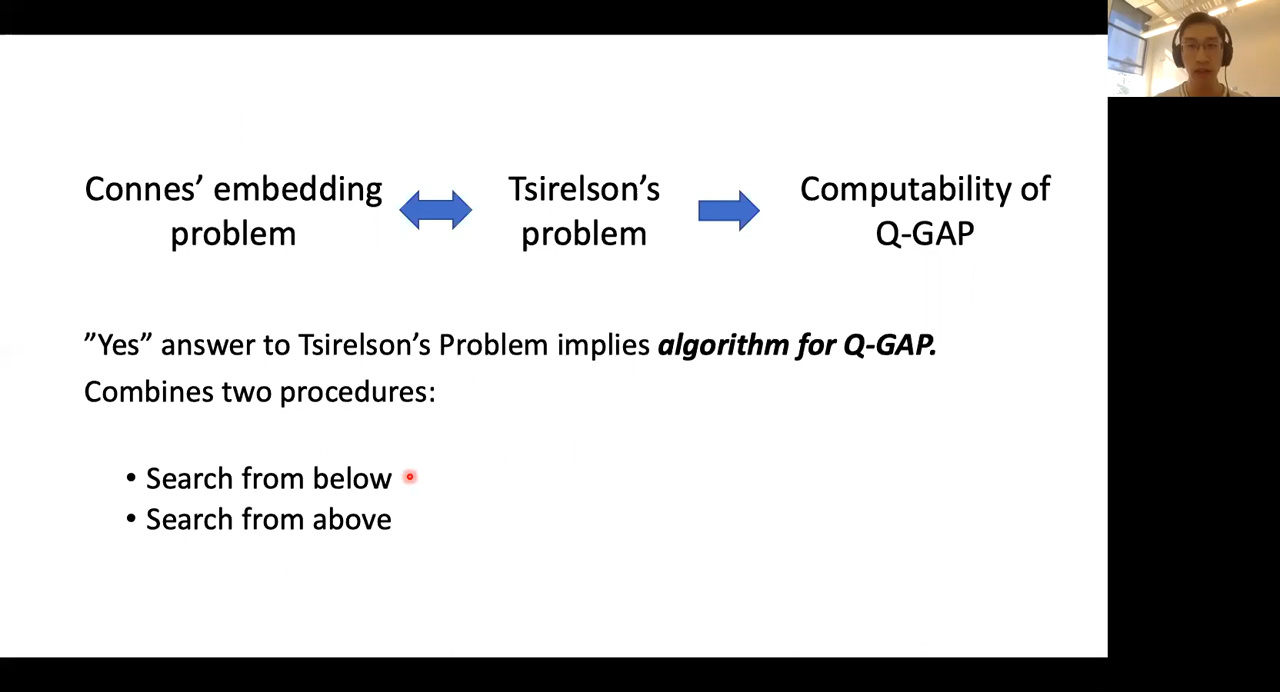 Connes’ embedding problem
Tsirelson’s problem
Computability of Q-GAP
”Yes” answer to Tsirelson’s Problem implies algorithm for Q-GAP.
Combines two procedures:
• Search from below
• Search from above